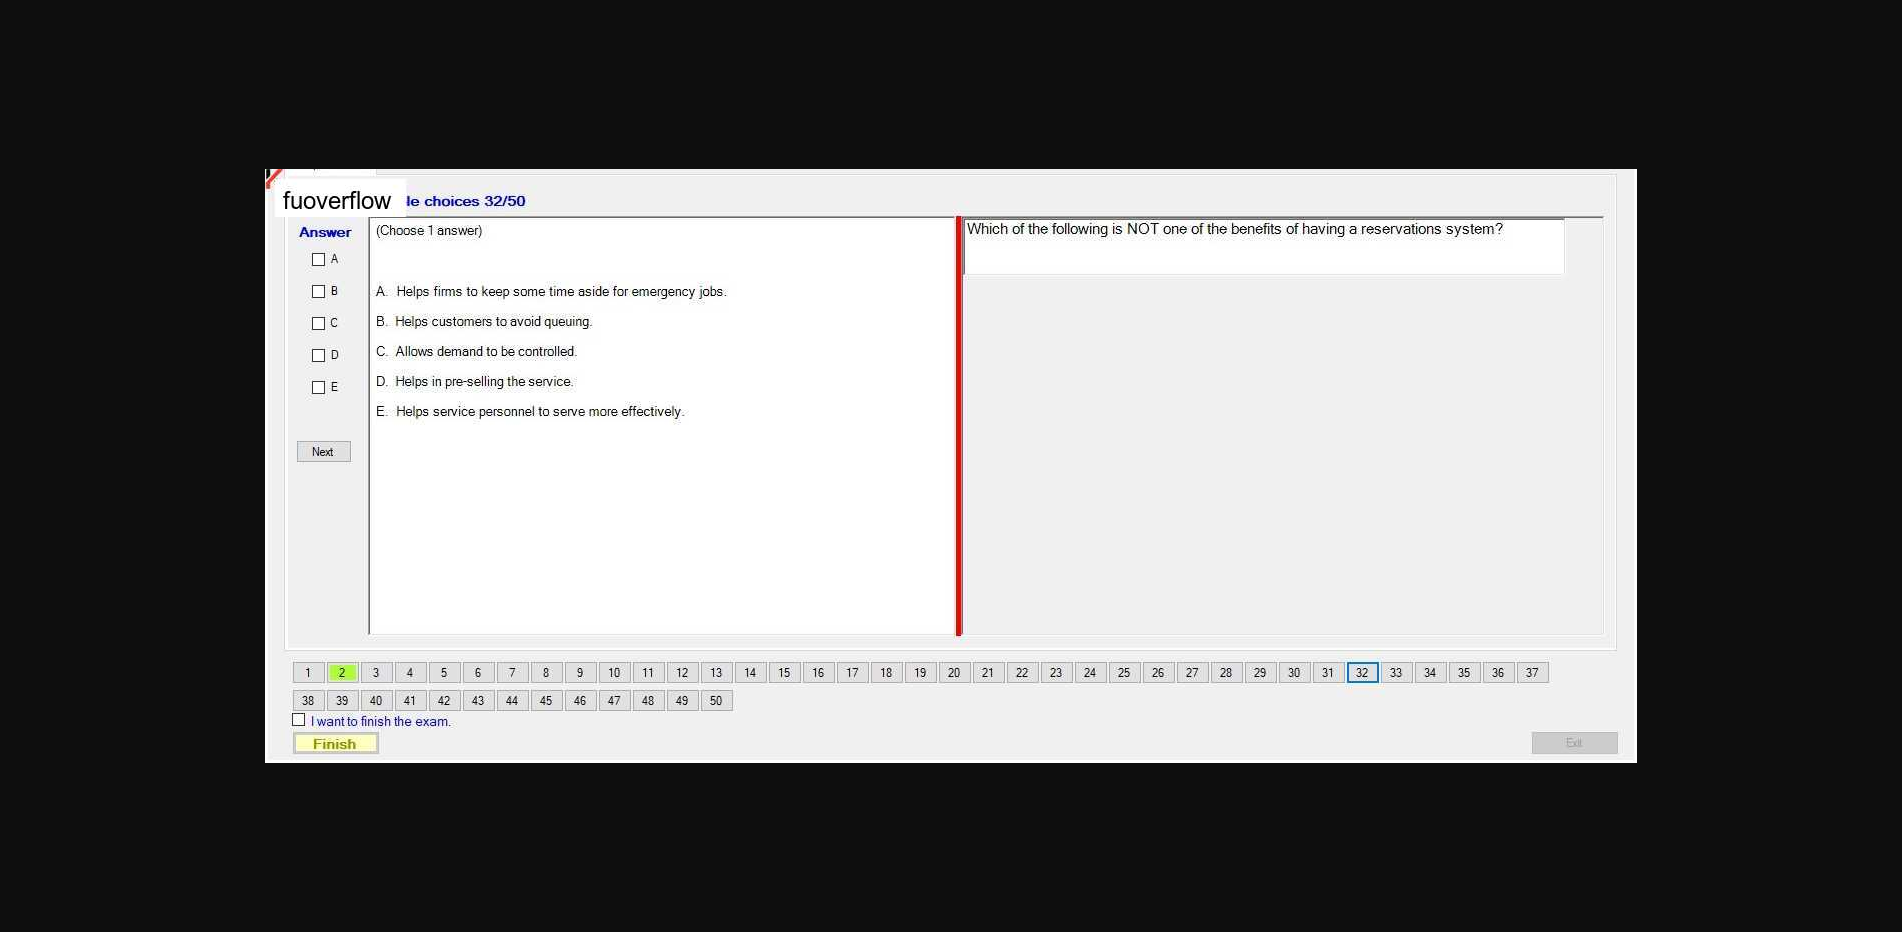 fuoverflow
le choices 32/50
Answer
(Choose 1 answer)
Which of the following is NOT one of the benefits of having a reservations system?
A
B
C
D
E
A. Helps firms to keep some time aside for emergency jobs.
B. Helps customers to avoid queuing.
C. Allows demand to be controlled.
D. Helps in pre-selling the service.
E. Helps service personnel to serve more effectively.
Next
1 2 3 4 5 6 7 8 9 10 11 12 13 14 15 16 17 18 19 20 21 22 23 24 25 26 27 28 29 30 31 32 33 34 35 36 37
38 39 40 41 42 43 44 45 46 47 48 49 50
I want to finish the exam.
Finish
Exit